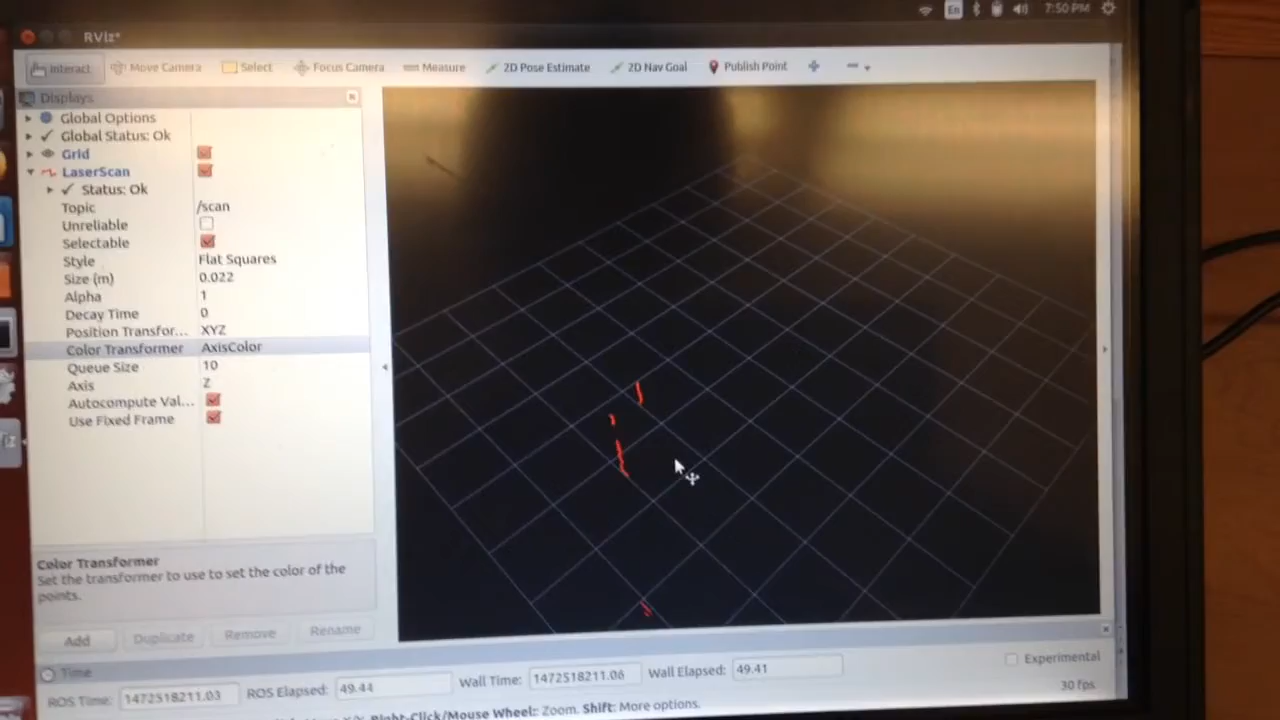 En 7:50 PM
RViz*
Interact Move Camera Select Focus Camera Measure 2D Pose Estimate 2D Nav Goal Publish Point
Displays
Global Options
Global Status: Ok
Grid
LaserScan
Status: Ok
Topic /scan
Unreliable
Selectable
Style Flat Squares
Size (m) 0.022
Alpha 1
Decay Time 0
Position Transfor... XYZ
Color Transformer AxisColor
Queue Size 10
Axis Z
Autocompute Val...
Use Fixed Frame
Color Transformer
Set the transformer to use to set the color of the
points.
Add Duplicate Remove Rename
Time
ROS Time: 1472518211.03 ROS Elapsed: 49.44 Wall Time: 1472518211.06 Wall Elapsed: 49.41 Experimental
Right-Click/Mouse Wheel: Zoom. Shift: More options. 30 fps